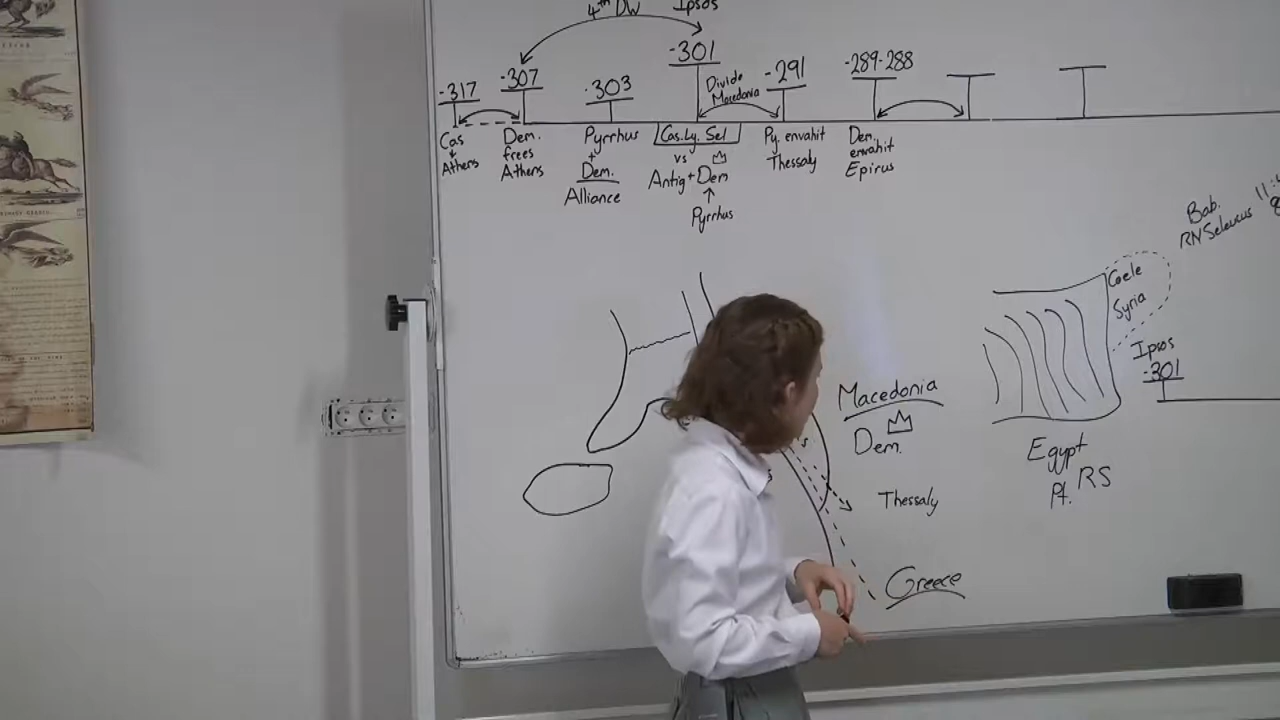 4th DW
Ipsos
-317
-307
-303
-301
Divide
Macedonia
-291
-289-288
Cas
+
Athens
Dem.
frees
Athens
Pyrrhus
+
Dem.
Alliance
Cas. Ly. Sel
vs
Antig + Dem
↑
Pyrrhus
Py. envahit
Thessaly
Dem.
envahit
Epirus
Macedonia
Dem.
Thessaly
Greece
Coele
Syria
Egypt
Pt. RS
Bab.
RN Seleucus
Ipsos
-301